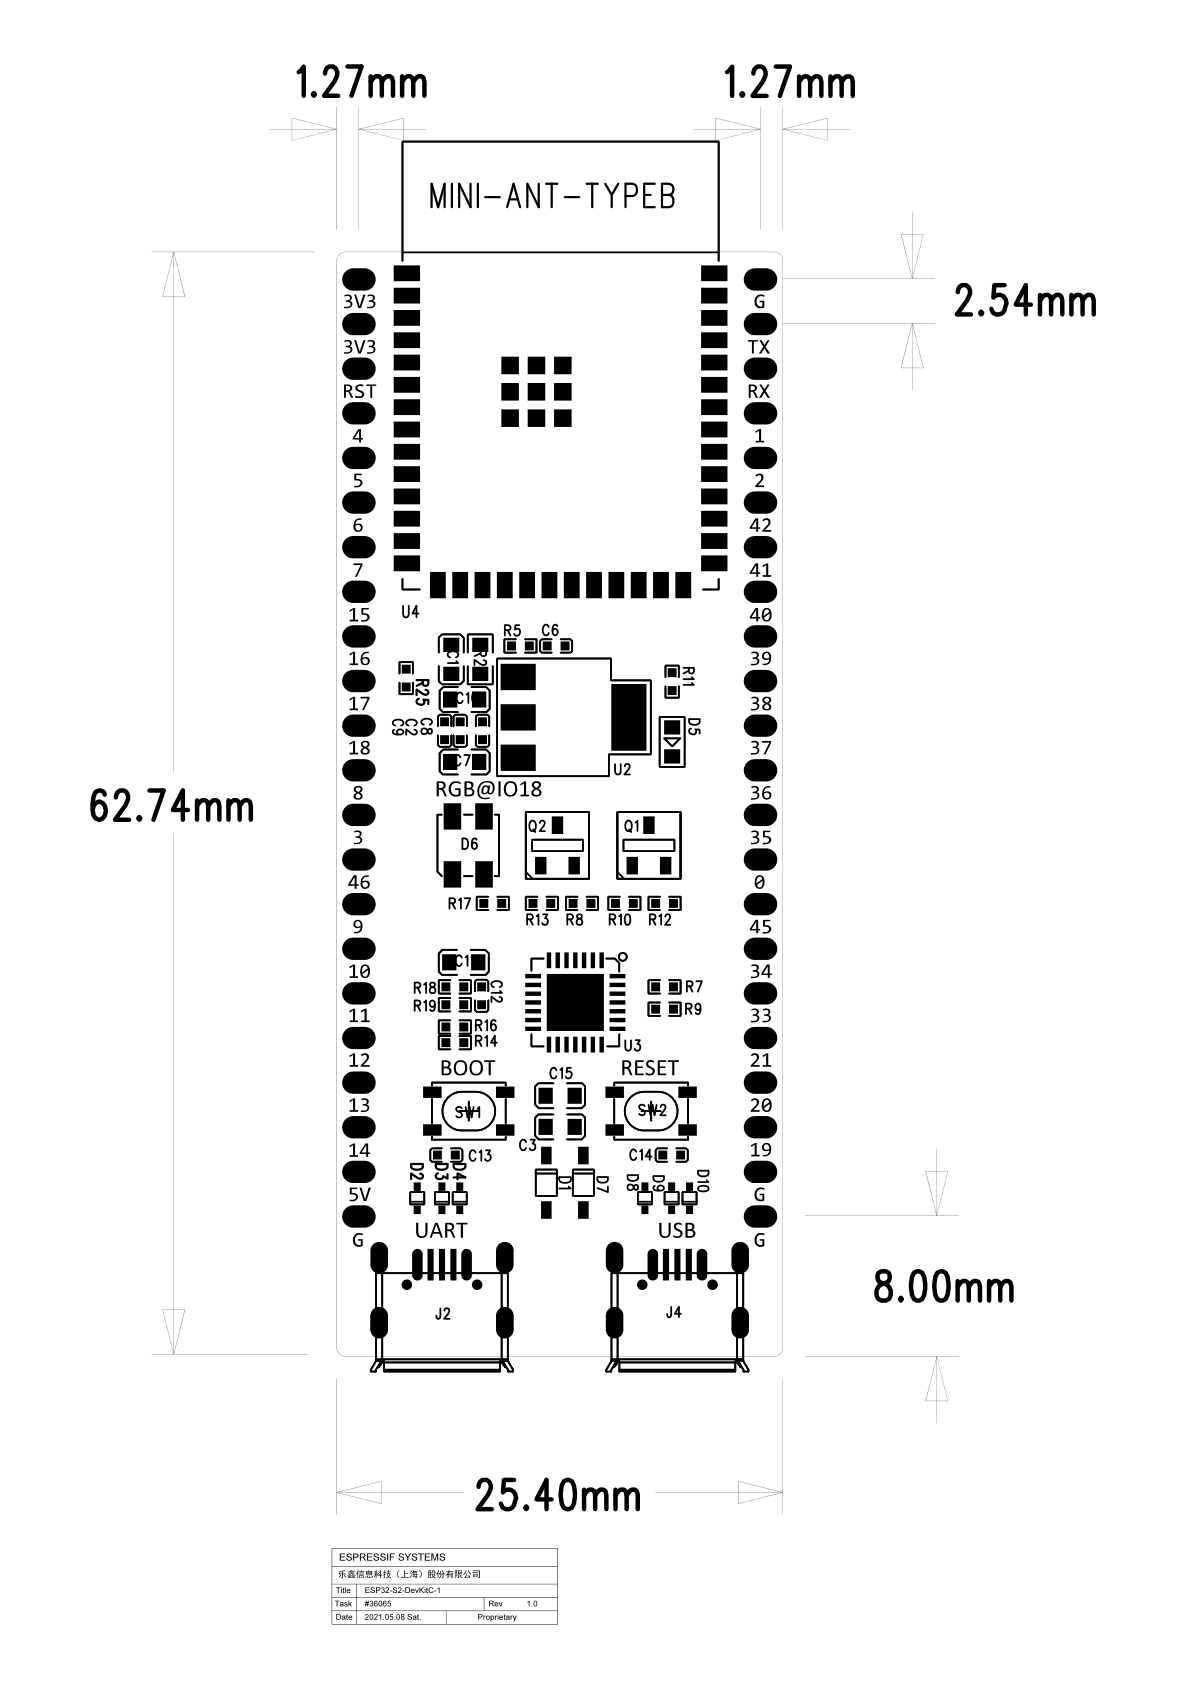 1.27mm
1.27mm
MINI-ANT-TYPEB
2.54mm
3V3
G
3V3
TX
RST
RX
4
1
5
2
6
42
7
41
15
40
16
39
17
38
18
37
8
36
3
35
46
0
9
45
10
34
11
33
12
21
13
20
14
19
5V
G
G
G
U4
R5
C6
C1
R2
R25
R11
C9
C2
C8
D5
C7
U2
RGB@IO18
62.74mm
D6
Q2
Q1
R17
R13
R8
R10
R12
R18
C12
R7
R19
R9
R16
R14
U3
BOOT
C15
RESET
SW1
SW2
C3
C13
C14
D2
D3
D4
D1
D7
D8
D9
D10
UART
USB
J2
J4
8.00mm
25.40mm
ESPRESSIF SYSTEMS
乐鑫信息科技（上海）股份有限公司
Title ESP32-S2-DevKitC-1
Task #36065 Rev 1.0
Date 2021.05.08 Sat. Proprietary